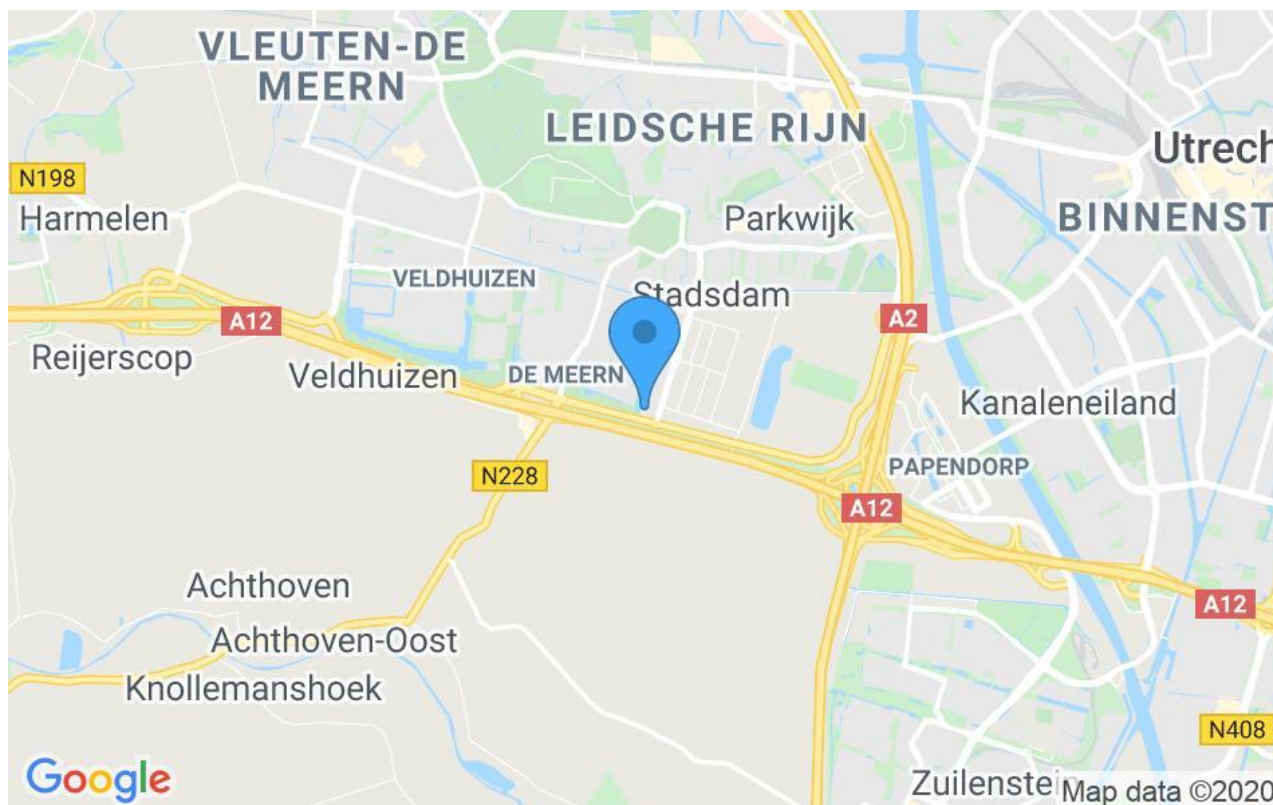 VLEUTEN-DE
MEERN
LEIDSCHE RIJN
Utrech
N198
Harmelen
Parkwijk
BINNENST
VELDHUIZEN
Stadsdam
A12
A2
Reijerscop
Veldhuizen
DE MEERN
Kanaleneiland
N228
PAPENDORP
A12
Achthoven
A12
Achthoven-Oost
Knollemanshoek
N408
Google
Zuilenstein
Map data ©2020